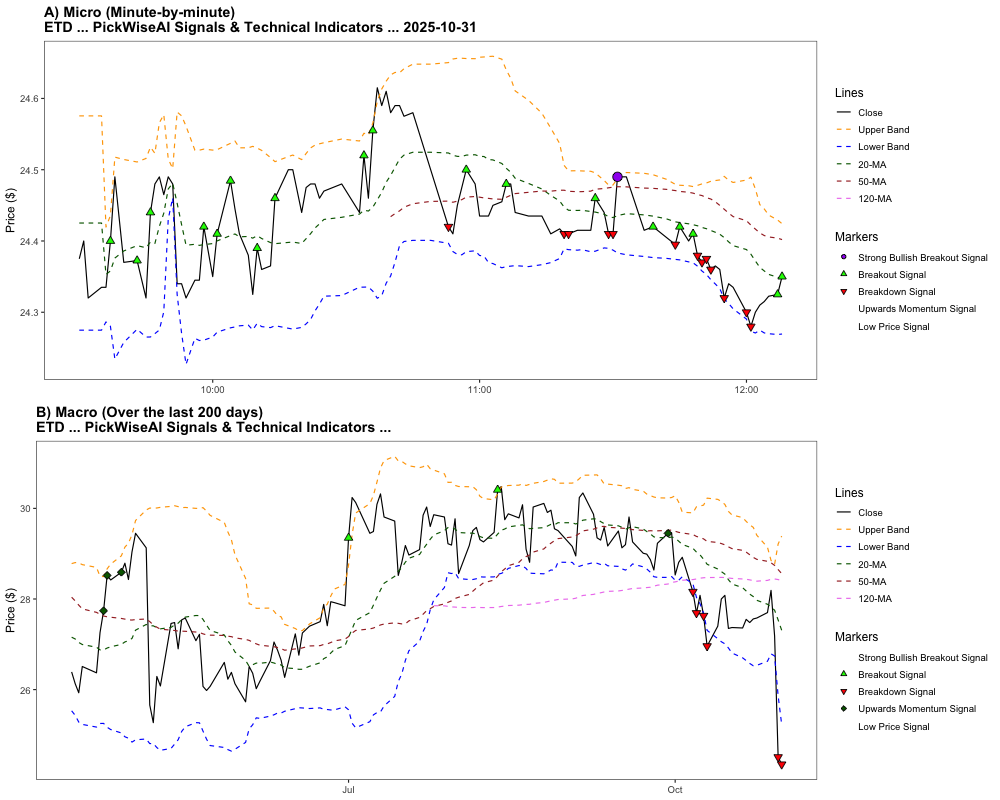 A) Micro (Minute-by-minute)
ETD ... PickWiseAI Signals & Technical Indicators ... 2025-10-31
Price ($)
24.6
24.5
24.4
24.3
10:00
11:00
12:00
Lines
Close
Upper Band
Lower Band
20-MA
50-MA
120-MA
Markers
Strong Bullish Breakout Signal
Breakout Signal
Breakdown Signal
Upwards Momentum Signal
Low Price Signal
B) Macro (Over the last 200 days)
ETD ... PickWiseAI Signals & Technical Indicators ...
Price ($)
30
28
26
Jul
Oct
Lines
Close
Upper Band
Lower Band
20-MA
50-MA
120-MA
Markers
Strong Bullish Breakout Signal
Breakout Signal
Breakdown Signal
Upwards Momentum Signal
Low Price Signal